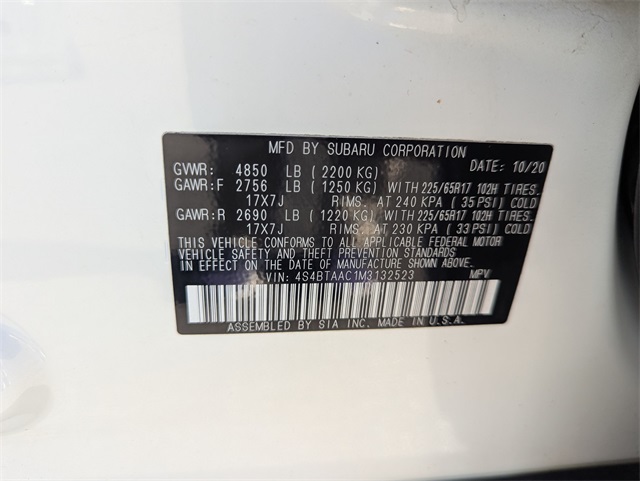 MFD BY SUBARU CORPORATION
GVWR: 4850 LB (2200 KG) DATE: 10/20
GAWR:F 2756 LB (1250 KG) WITH 225/65R17 102H TIRES.
17X7J RIMS. AT 240 KPA (35 PSI) COLD
GAWR:R 2690 LB (1220 KG) WITH 225/65R17 102H TIRES.
17X7J RIMS. AT 230 KPA (33 PSI) COLD
THIS VEHICLE CONFORMS TO ALL APPLICABLE FEDERAL MOTOR
VEHICLE SAFETY AND THEFT PREVENTION STANDARDS
IN EFFECT ON THE DATE OF MANUFACTURE SHOWN ABOVE.
VIN: 4S4BTAAC1M3132523 MPV
ASSEMBLED BY SIA INC. MADE IN U.S.A.